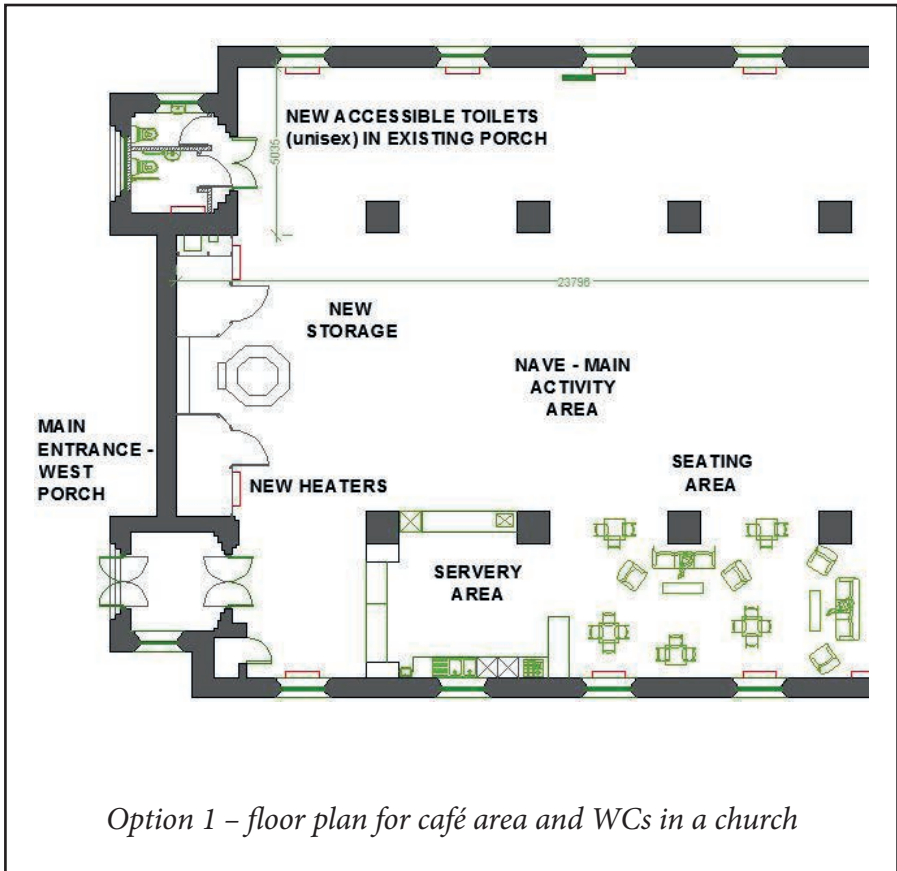 NEW ACCESSIBLE TOILETS
(unisex) IN EXISTING PORCH
5035
23796
NEW
STORAGE
NAVE - MAIN
ACTIVITY
AREA
MAIN
ENTRANCE -
WEST
PORCH
SEATING
AREA
NEW HEATERS
SERVERY
AREA
Option 1 – floor plan for café area and WCs in a church